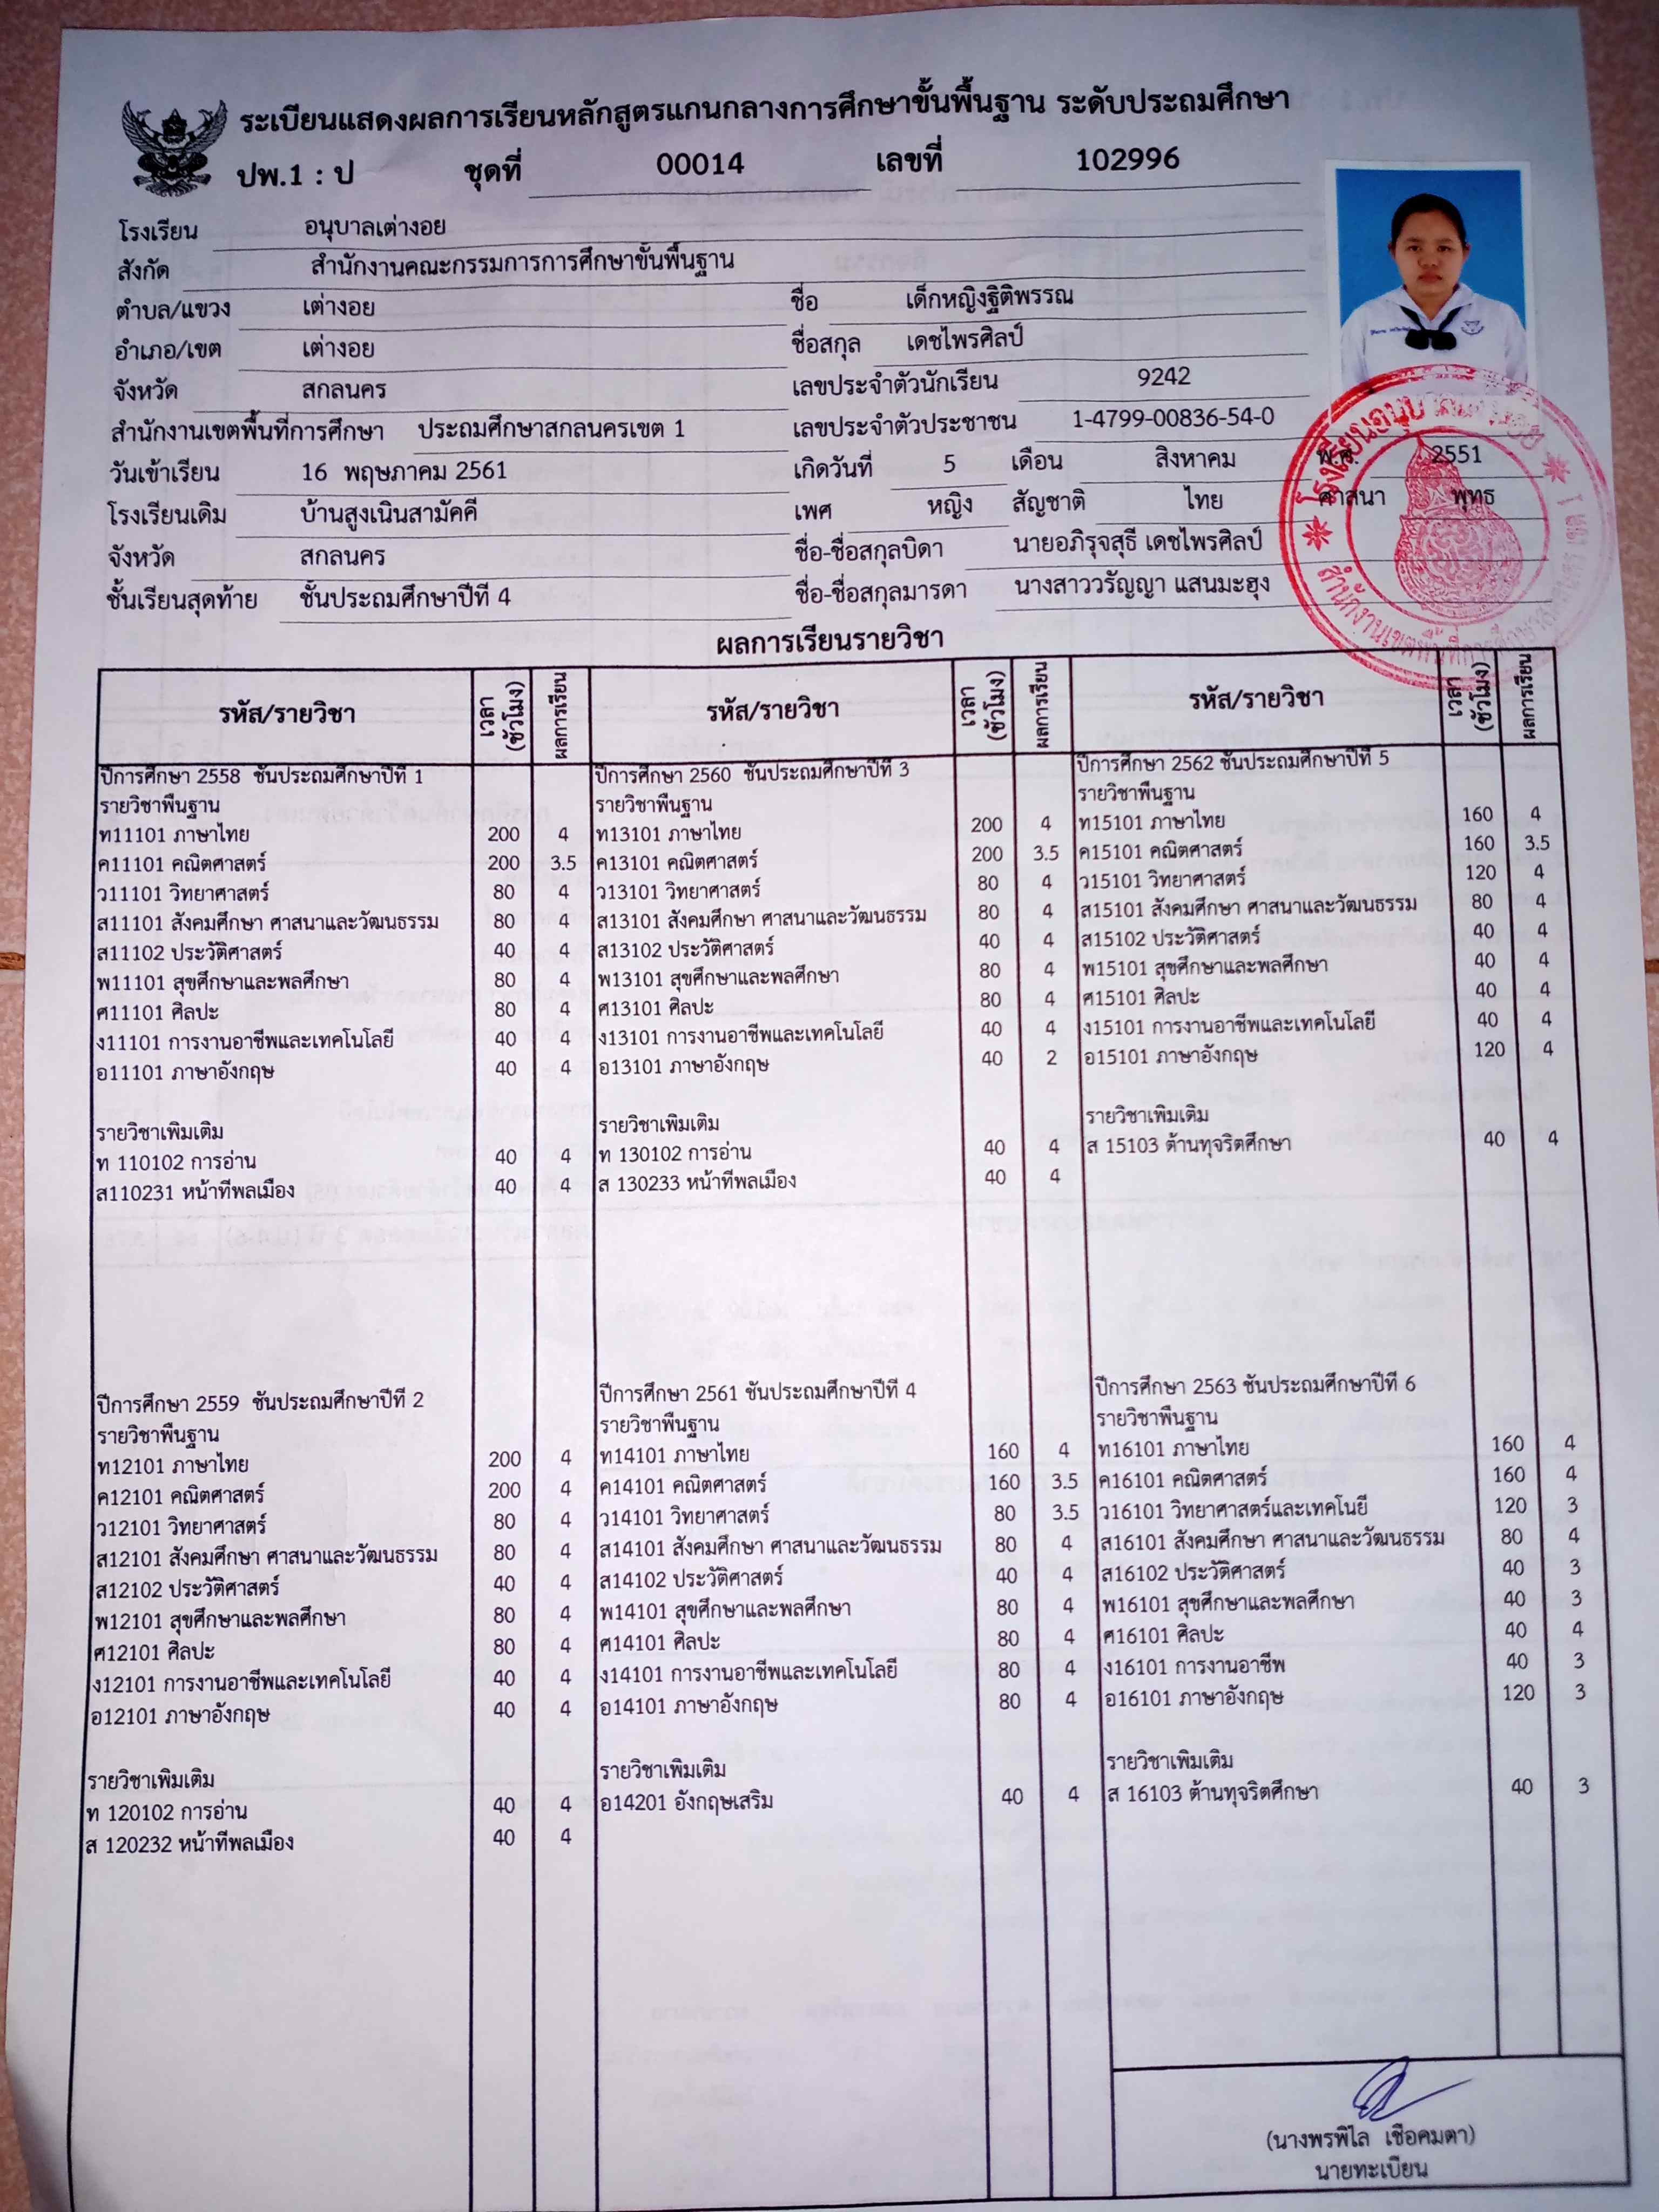 ระเบียนแสดงผลการเรียนหลักสูตรแกนกลางการศึกษาขั้นพื้นฐาน ระดับประถมศึกษา
ปพ.1 : ป ชุดที่ 00014 เลขที่ 102996
โรงเรียน อนุบาลเต่างอย
สังกัด สำนักงานคณะกรรมการการศึกษาขั้นพื้นฐาน
ตำบล/แขวง เต่างอย
อำเภอ/เขต เต่างอย
จังหวัด สกลนคร
สำนักงานเขตพื้นที่การศึกษา ประถมศึกษาสกลนครเขต 1
วันเข้าเรียน 16 พฤษภาคม 2561
โรงเรียนเดิม บ้านสูงเนินสามัคคี
จังหวัด สกลนคร
ชั้นเรียนสุดท้าย ชั้นประถมศึกษาปีที่ 4
ชื่อ เด็กหญิงฐิติพรรณ
ชื่อสกุล เดชไพรศิลป์
เลขประจำตัวนักเรียน 9242
เลขประจำตัวประชาชน 1-4799-00836-54-0
เกิดวันที่ 5 เดือน สิงหาคม พ.ศ. 2551
เพศ หญิง สัญชาติ ไทย ศาสนา พุทธ
ชื่อ-ชื่อสกุลบิดา นายอภิรุจสุธี เดชไพรศิลป์
ชื่อ-ชื่อสกุลมารดา นางสาววรัญญา แสนมะฮุง
ผลการเรียนรายวิชา
รหัส/รายวิชา เวลา (ชั่วโมง) ผลการเรียน
ปีการศึกษา 2558 ชั้นประถมศึกษาปีที่ 1
รายวิชาพื้นฐาน
ท11101 ภาษาไทย 200 4
ค11101 คณิตศาสตร์ 200 3.5
ว11101 วิทยาศาสตร์ 80 4
ส11101 สังคมศึกษา ศาสนาและวัฒนธรรม 80 4
ส11102 ประวัติศาสตร์ 40 4
พ11101 สุขศึกษาและพลศึกษา 80 4
ศ11101 ศิลปะ 80 4
ง11101 การงานอาชีพและเทคโนโลยี 40 4
อ11101 ภาษาอังกฤษ 40 4
รายวิชาเพิ่มเติม
ท 110102 การอ่าน 40 4
ส110231 หน้าที่พลเมือง 40 4
ปีการศึกษา 2559 ชั้นประถมศึกษาปีที่ 2
รายวิชาพื้นฐาน
ท12101 ภาษาไทย 200 4
ค12101 คณิตศาสตร์ 200 4
ว12101 วิทยาศาสตร์ 80 4
ส12101 สังคมศึกษา ศาสนาและวัฒนธรรม 80 4
ส12102 ประวัติศาสตร์ 40 4
พ12101 สุขศึกษาและพลศึกษา 80 4
ศ12101 ศิลปะ 80 4
ง12101 การงานอาชีพและเทคโนโลยี 40 4
อ12101 ภาษาอังกฤษ 40 4
รายวิชาเพิ่มเติม
ท 120102 การอ่าน 40 4
ส 120232 หน้าที่พลเมือง 40 4
รหัส/รายวิชา เวลา (ชั่วโมง) ผลการเรียน
ปีการศึกษา 2560 ชั้นประถมศึกษาปีที่ 3
รายวิชาพื้นฐาน
ท13101 ภาษาไทย 200 4
ค13101 คณิตศาสตร์ 200 3.5
ว13101 วิทยาศาสตร์ 80 4
ส13101 สังคมศึกษา ศาสนาและวัฒนธรรม 80 4
ส13102 ประวัติศาสตร์ 40 4
พ13101 สุขศึกษาและพลศึกษา 80 4
ศ13101 ศิลปะ 80 4
ง13101 การงานอาชีพและเทคโนโลยี 40 4
อ13101 ภาษาอังกฤษ 40 2
รายวิชาเพิ่มเติม
ท 130102 การอ่าน 40 4
ส 130233 หน้าที่พลเมือง 40 4
ปีการศึกษา 2561 ชั้นประถมศึกษาปีที่ 4
รายวิชาพื้นฐาน
ท14101 ภาษาไทย 160 4
ค14101 คณิตศาสตร์ 160 3.5
ว14101 วิทยาศาสตร์ 80 3.5
ส14101 สังคมศึกษา ศาสนาและวัฒนธรรม 80 4
ส14102 ประวัติศาสตร์ 40 4
พ14101 สุขศึกษาและพลศึกษา 80 4
ศ14101 ศิลปะ 80 4
ง14101 การงานอาชีพและเทคโนโลยี 80 4
อ14101 ภาษาอังกฤษ 80 4
รายวิชาเพิ่มเติม
อ14201 อังกฤษเสริม 40 4
รหัส/รายวิชา เวลา (ชั่วโมง) ผลการเรียน
ปีการศึกษา 2562 ชั้นประถมศึกษาปีที่ 5
รายวิชาพื้นฐาน
ท15101 ภาษาไทย 160 4
ค15101 คณิตศาสตร์ 160 3.5
ว15101 วิทยาศาสตร์ 120 4
ส15101 สังคมศึกษา ศาสนาและวัฒนธรรม 80 4
ส15102 ประวัติศาสตร์ 40 4
พ15101 สุขศึกษาและพลศึกษา 40 4
ศ15101 ศิลปะ 40 4
ง15101 การงานอาชีพและเทคโนโลยี 40 4
อ15101 ภาษาอังกฤษ 120 4
รายวิชาเพิ่มเติม
ส 15103 ต้านทุจริตศึกษา 40 4
ปีการศึกษา 2563 ชั้นประถมศึกษาปีที่ 6
รายวิชาพื้นฐาน
ท16101 ภาษาไทย 160 4
ค16101 คณิตศาสตร์ 160 4
ว16101 วิทยาศาสตร์และเทคโนยี 120 3
ส16101 สังคมศึกษา ศาสนาและวัฒนธรรม 80 4
ส16102 ประวัติศาสตร์ 40 3
พ16101 สุขศึกษาและพลศึกษา 40 3
ศ16101 ศิลปะ 40 4
ง16101 การงานอาชีพ 40 3
อ16101 ภาษาอังกฤษ 120 3
รายวิชาเพิ่มเติม
ส 16103 ต้านทุจริตศึกษา 40 3
(นางพรพิไล เชื้อคมตา)
นายทะเบียน